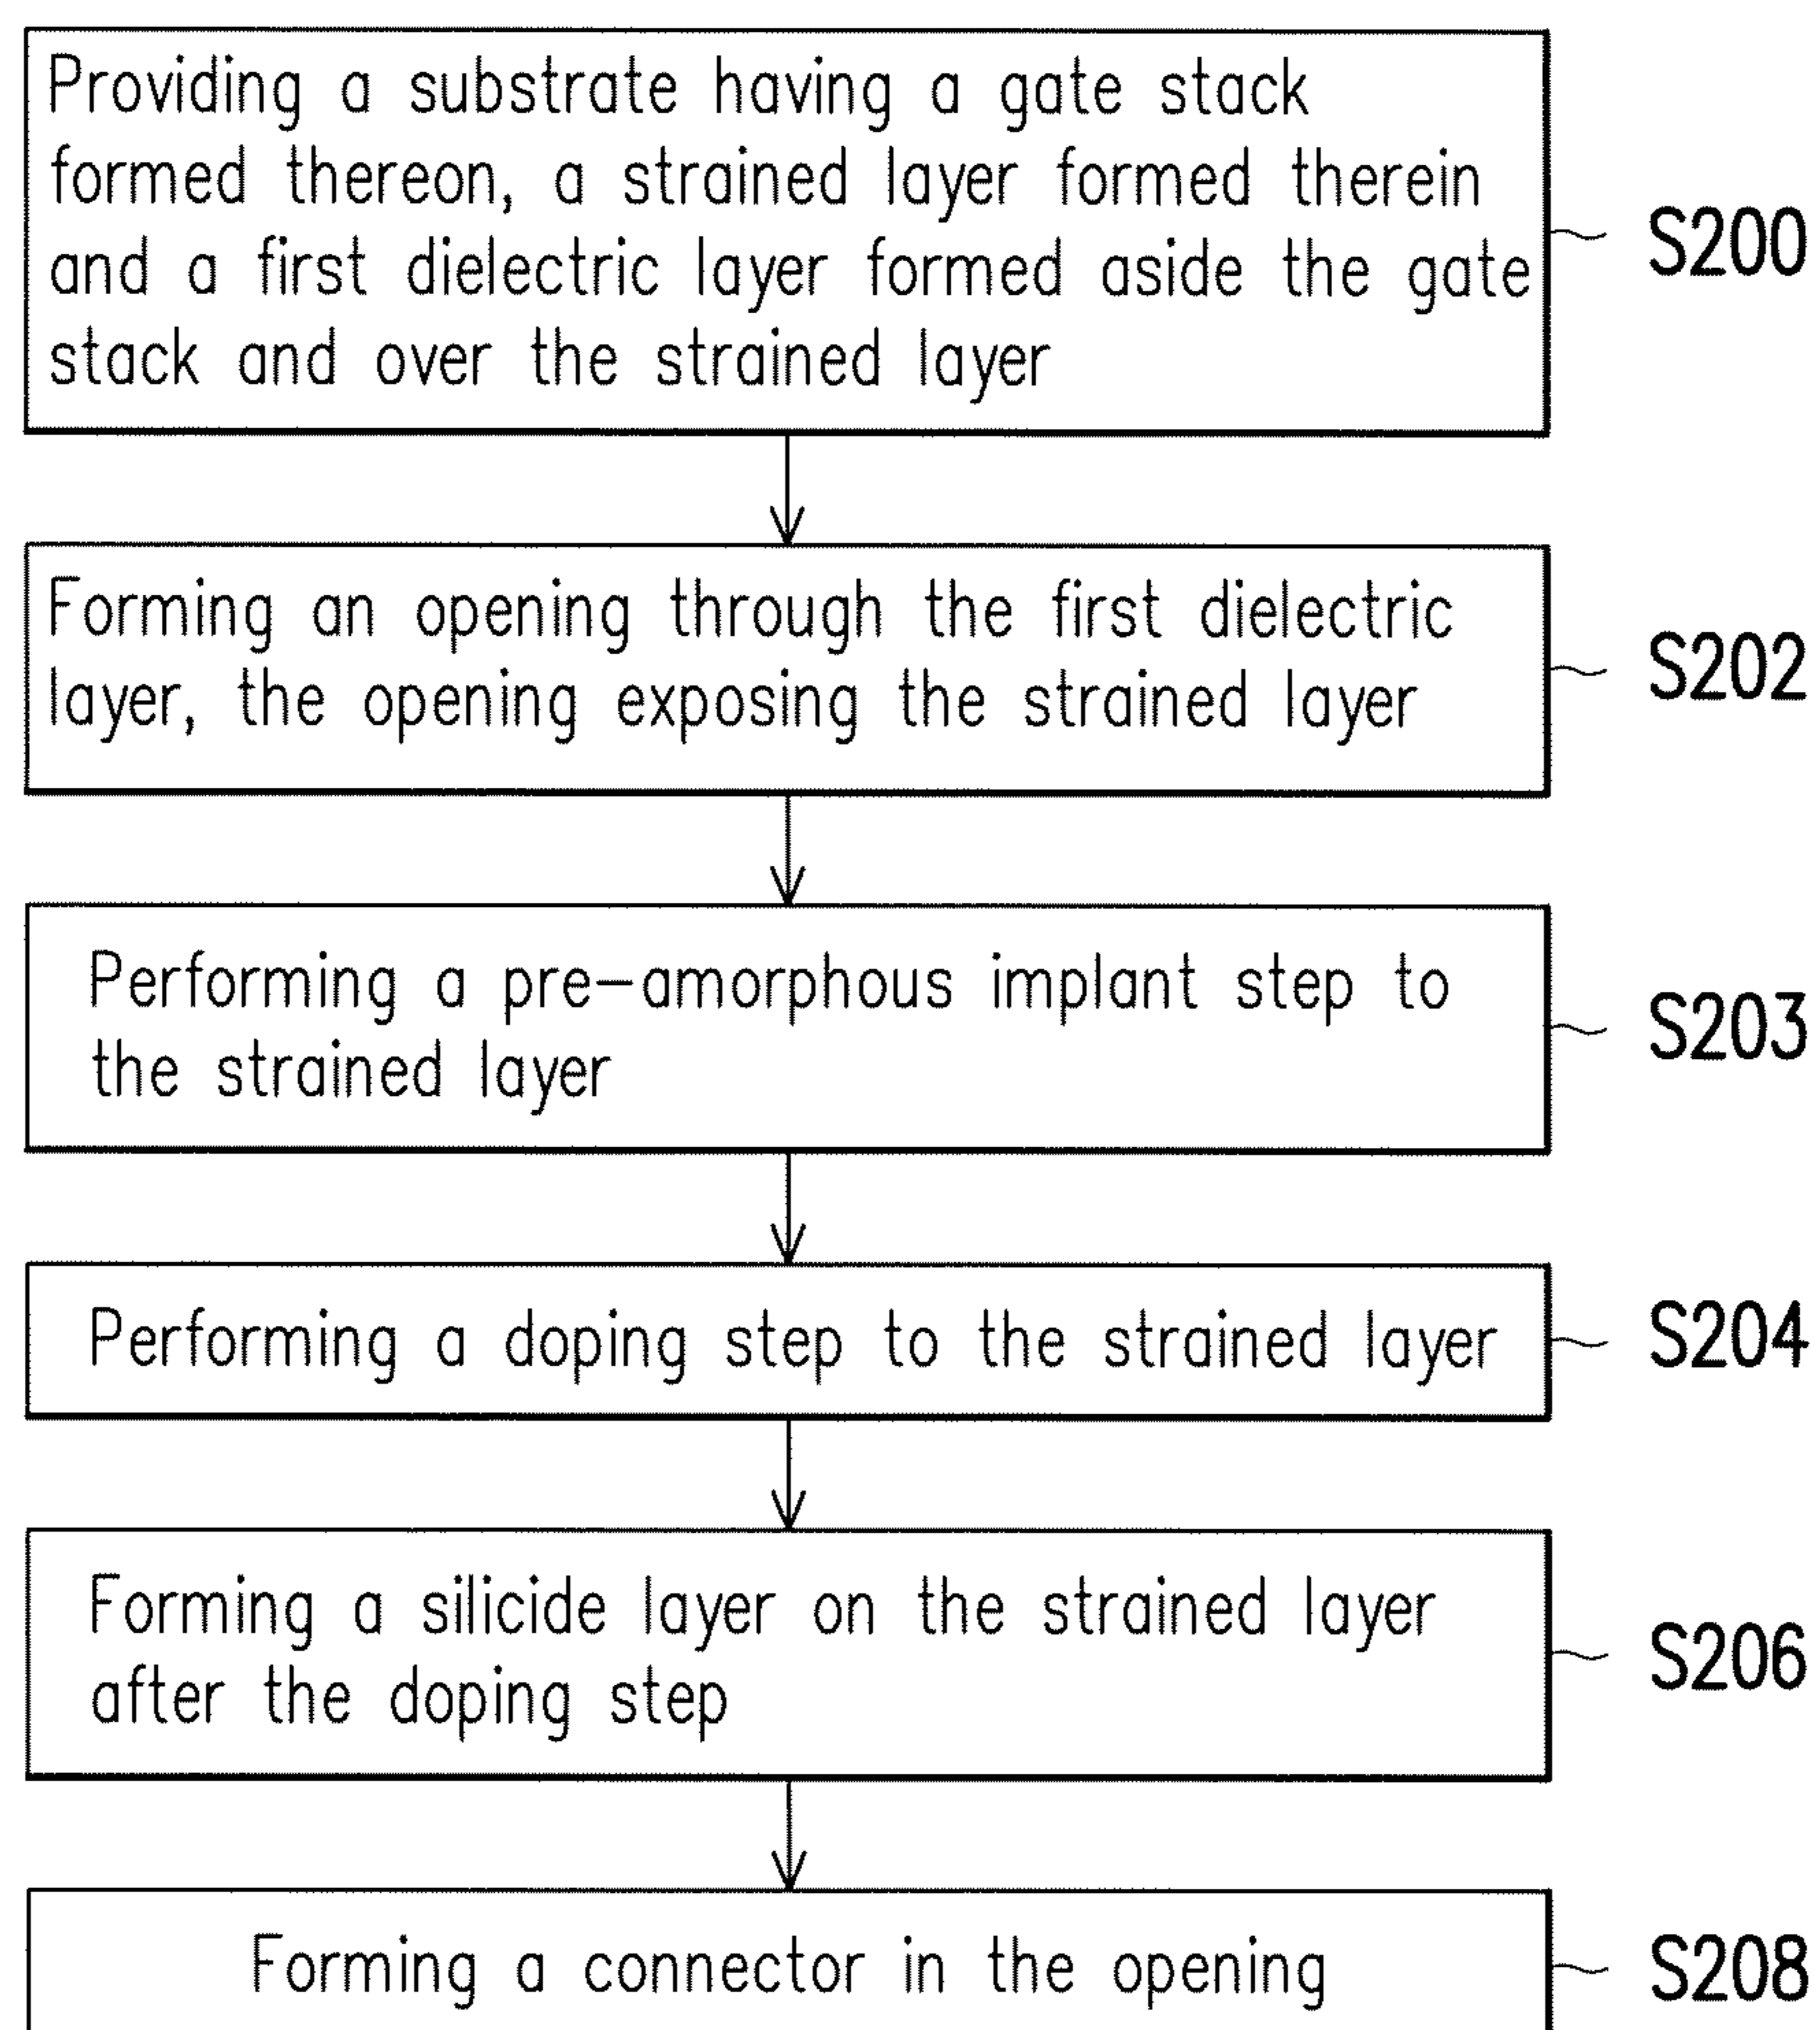 Providing a substrate having a gate stack
formed thereon, a strained layer formed therein
and a first dielectric layer formed aside the gate
stack and over the strained layer
S200
Forming an opening through the first dielectric
layer, the opening exposing the strained layer
S202
Performing a pre-amorphous implant step to
the strained layer
S203
Performing a doping step to the strained layer
S204
Forming a silicide layer on the strained layer
after the doping step
S206
Forming a connector in the opening
S208